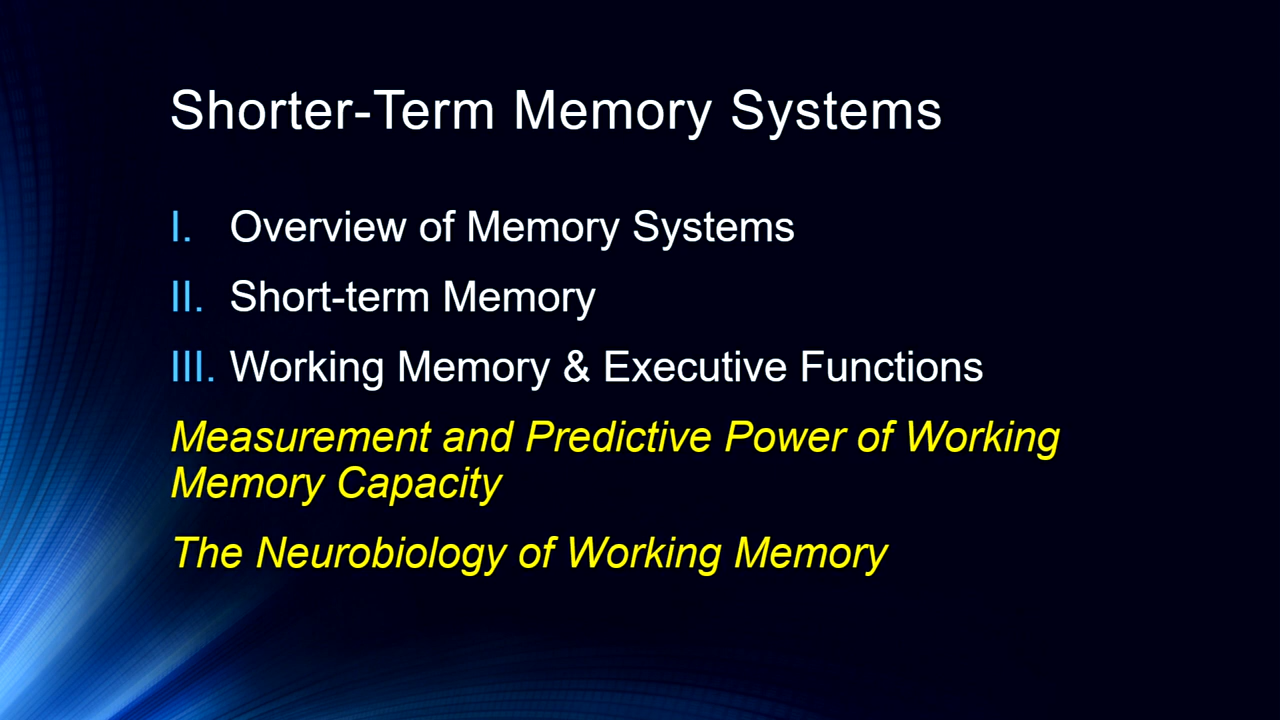 Shorter-Term Memory Systems
I. Overview of Memory Systems
II. Short-term Memory
III. Working Memory & Executive Functions
Measurement and Predictive Power of Working
Memory Capacity
The Neurobiology of Working Memory